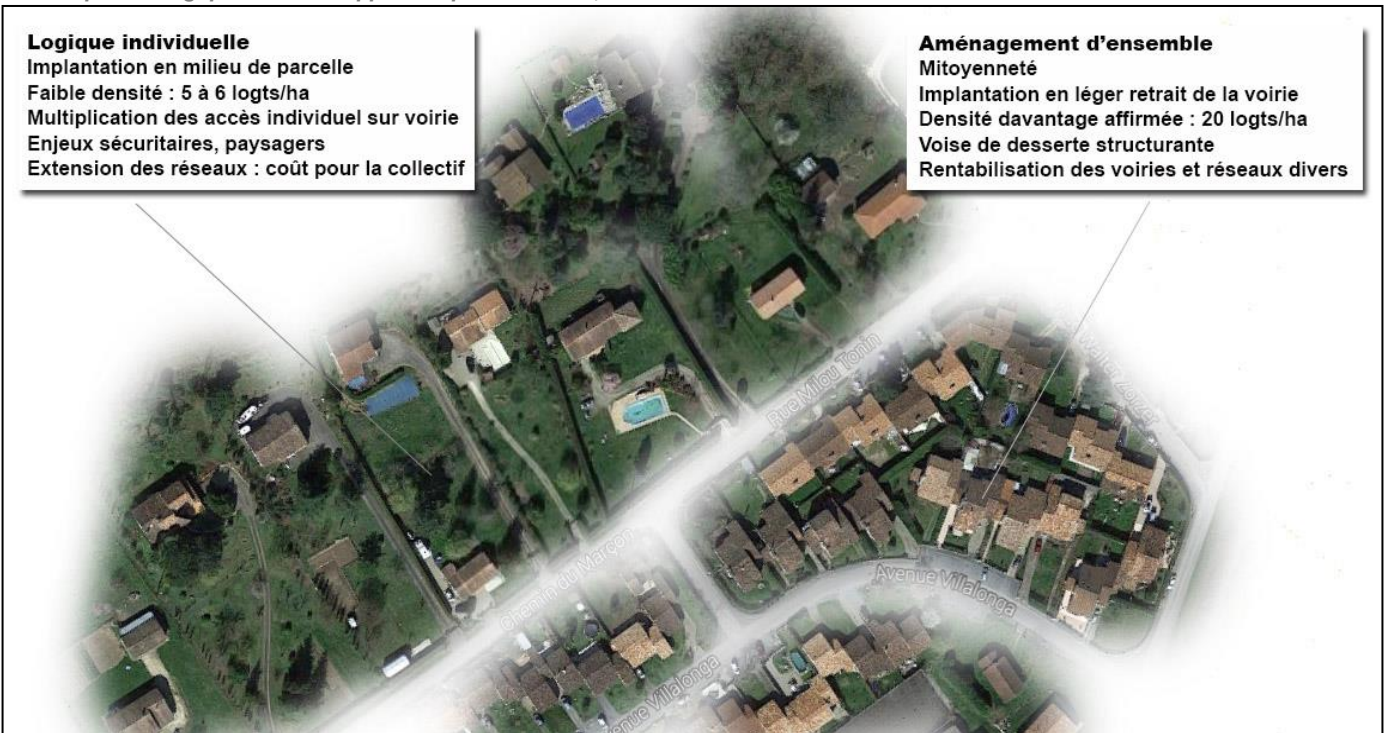 Logique individuelle
Implantation en milieu de parcelle
Faible densité : 5 à 6 logts/ha
Multiplication des accès individuel sur voirie
Enjeux sécuritaires, paysagers
Extension des réseaux : coût pour la collectif
Aménagement d'ensemble
Mitoyenneté
Implantation en léger retrait de la voirie
Densité davantage affirmée : 20 logts/ha
Voise de desserte structurante
Rentabilisation des voiries et réseaux divers
Rue Milou Tonin
Chemin du Marçoy
Avenue Villalonga
Avenue Villalonga